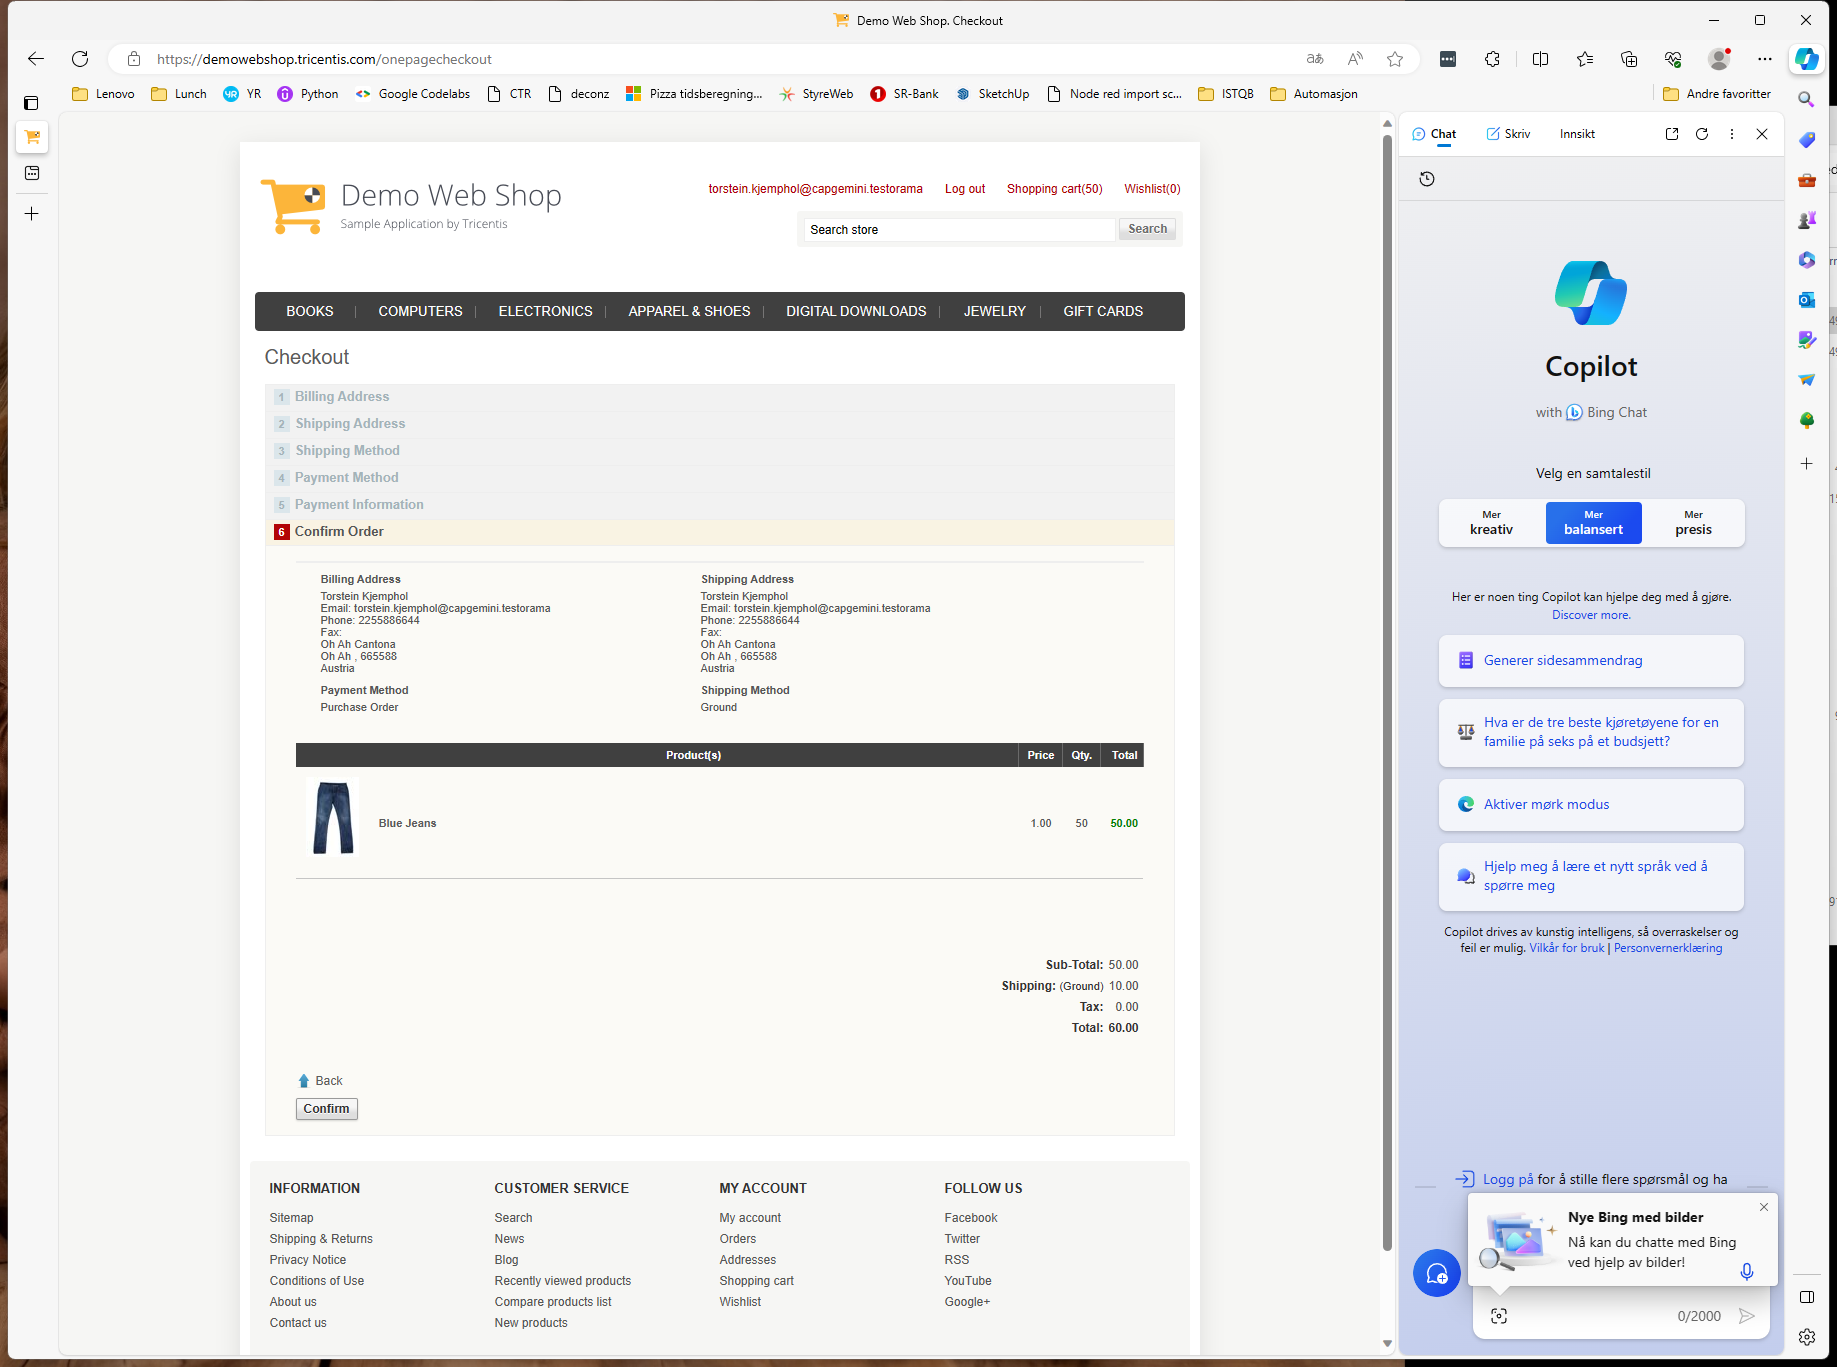 Demo Web Shop. Checkout
https://demowebshop.tricentis.com/onepagecheckout
Lenovo
Lunch
YR
Python
Google Codelabs
CTR
deconz
Pizza tidsberegning...
StyreWeb
SR-Bank
SketchUp
Node red import sc...
ISTQB
Automasjon
Andre favoritter
Demo Web Shop
Sample Application by Tricentis
torstein.kjemphol@capgemini.testorama Log out Shopping cart(50) Wishlist(0)
Search store Search
BOOKS COMPUTERS ELECTRONICS APPAREL & SHOES DIGITAL DOWNLOADS JEWELRY GIFT CARDS
Checkout
1 Billing Address
2 Shipping Address
3 Shipping Method
4 Payment Method
5 Payment Information
6 Confirm Order
Billing Address
Torstein Kjemphol
Email: torstein.kjemphol@capgemini.testorama
Phone: 2255886644
Fax:
Oh Ah Cantona
Oh Ah , 665588
Austria
Payment Method
Purchase Order
Shipping Address
Torstein Kjemphol
Email: torstein.kjemphol@capgemini.testorama
Phone: 2255886644
Fax:
Oh Ah Cantona
Oh Ah , 665588
Austria
Shipping Method
Ground
Product(s) Price Qty. Total
Blue Jeans 1.00 50 50.00
Sub-Total: 50.00
Shipping: (Ground) 10.00
Tax: 0.00
Total: 60.00
Back
Confirm
INFORMATION
Sitemap
Shipping & Returns
Privacy Notice
Conditions of Use
About us
Contact us
CUSTOMER SERVICE
Search
News
Blog
Recently viewed products
Compare products list
New products
MY ACCOUNT
My account
Orders
Addresses
Shopping cart
Wishlist
FOLLOW US
Facebook
Twitter
RSS
YouTube
Google+
Chat Skriv Innsikt
Copilot
with Bing Chat
Velg en samtalestil
Mer kreativ
Mer balansert
Mer presis
Her er noen ting Copilot kan hjelpe deg med å gjøre.
Discover more.
Generer sidesammendrag
Hva er de tre beste kjøretøyene for en
familie på seks på et budsjett?
Aktiver mørk modus
Hjelp meg å lære et nytt språk ved å
spørre meg
Copilot drives av kunstig intelligens, så overraskelser og
feil er mulig. Vilkår for bruk | Personvernerklæring
Logg på for å stille flere spørsmål og ha
Nye Bing med bilder
Nå kan du chatte med Bing
ved hjelp av bilder!
0/2000